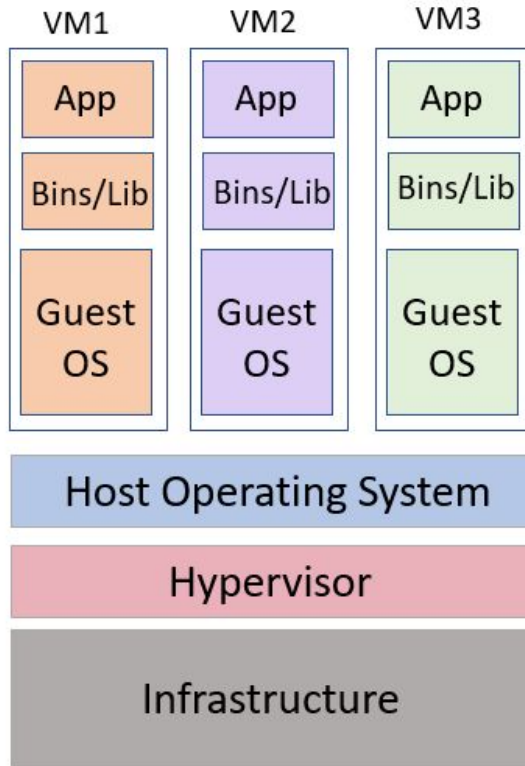 VM1 VM2 VM3
App App App
Bins/Lib Bins/Lib Bins/Lib
Guest Guest Guest
OS OS OS
Host Operating System
Hypervisor
Infrastructure